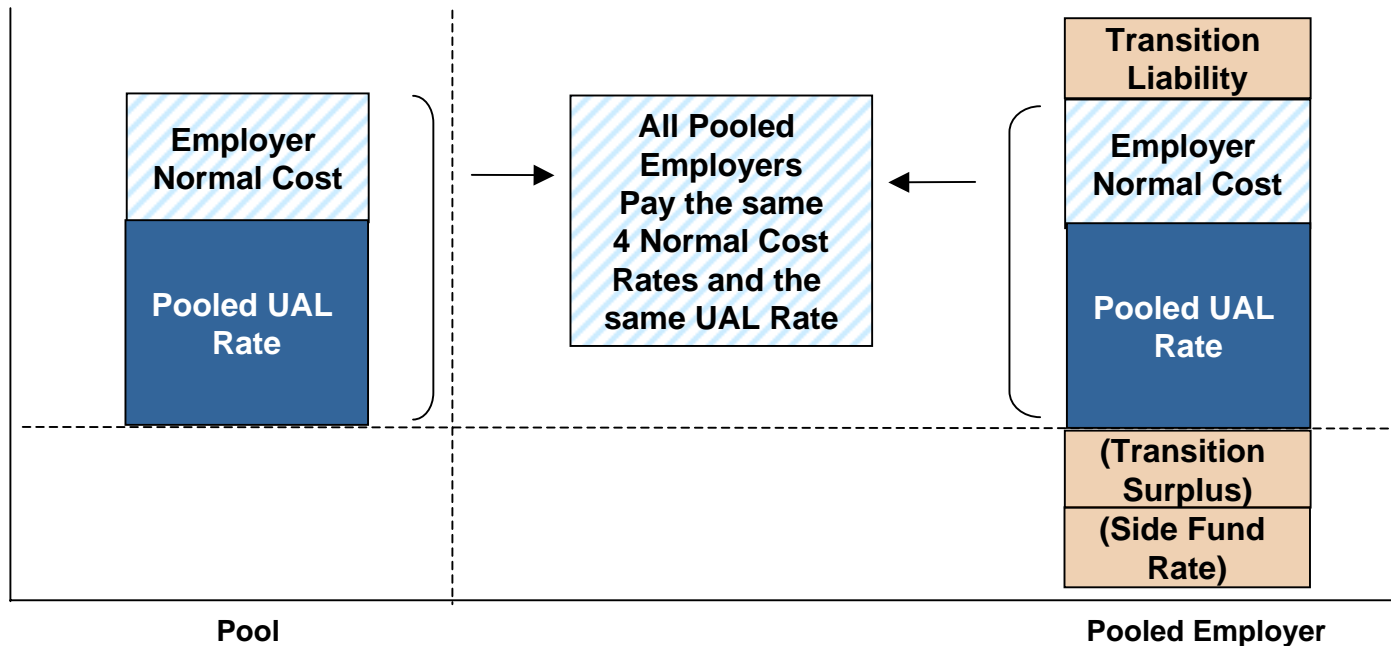 Employer
Normal Cost
Pooled UAL
Rate
All Pooled
Employers
Pay the same
4 Normal Cost
Rates and the
same UAL Rate
Transition
Liability
Employer
Normal Cost
Pooled UAL
Rate
(Transition
Surplus)
(Side Fund
Rate)
Pool
Pooled Employer